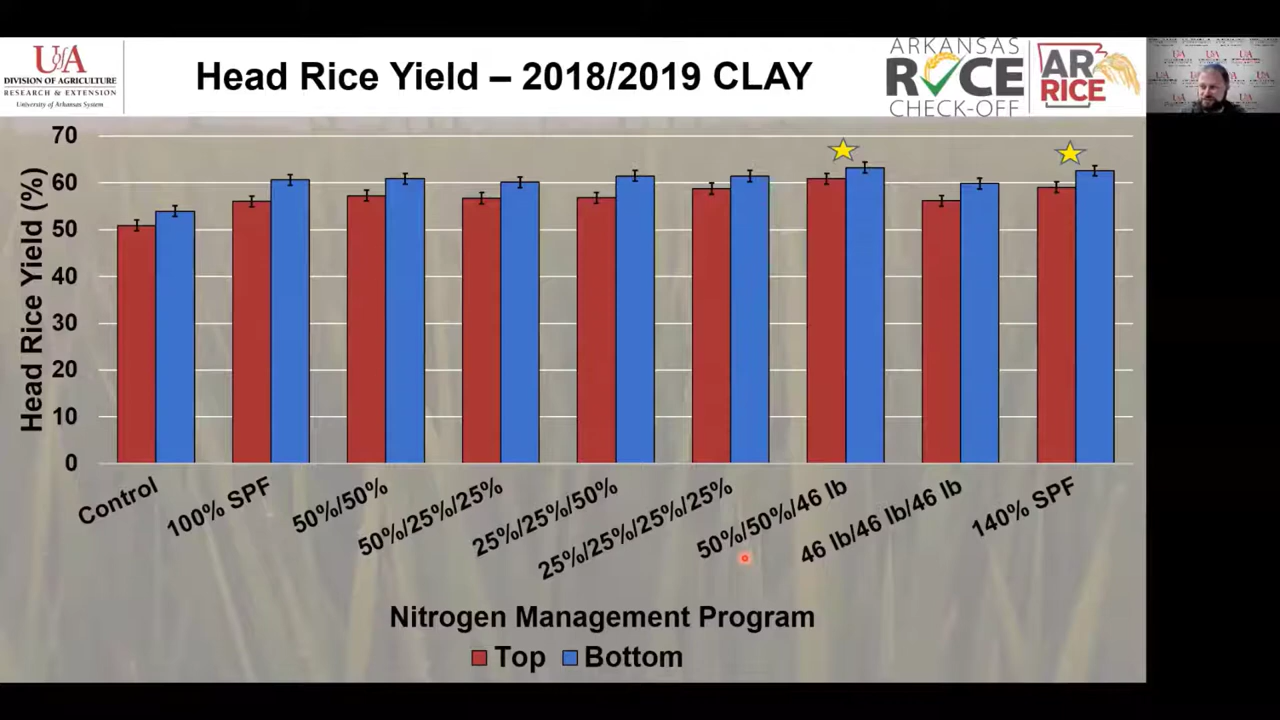 UofA
DIVISION OF AGRICULTURE
RESEARCH & EXTENSION
University of Arkansas System
Head Rice Yield – 2018/2019 CLAY
ARKANSAS
RICE
CHECK-OFF
AR
RICE
Head Rice Yield (%)
70
60
50
40
30
20
10
0
Control
100% SPF
50%/50%
50%/25%/25%
25%/25%/50%
25%/25%/25%/25%
50%/50%/46 lb
46 lb/46 lb/46 lb
140% SPF
Nitrogen Management Program
Top
Bottom